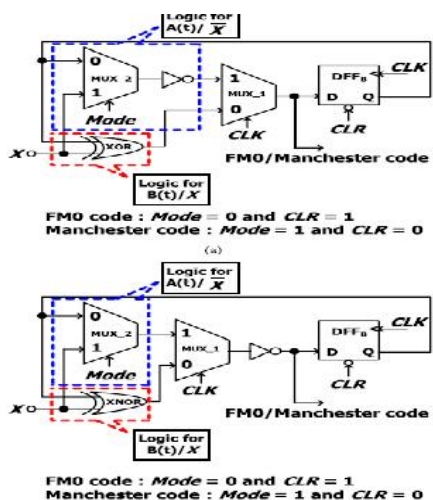 Logic for
A(t)/ X
0
MUX_2
1
Mode
1
MUX_1
0
CLK
DFF_B
CLK
D
Q
CLR
XOR
X
FM0/Manchester code
Logic for
B(t)/X
FM0 code : Mode = 0 and CLR = 1
Manchester code : Mode = 1 and CLR = 0
(a)
Logic for
A(t)/ X
0
MUX_2
1
Mode
1
MUX_1
0
CLK
DFF_B
CLK
D
Q
CLR
XNOR
X
FM0/Manchester code
Logic for
B(t)/X
FM0 code : Mode = 0 and CLR = 1
Manchester code : Mode = 1 and CLR = 0